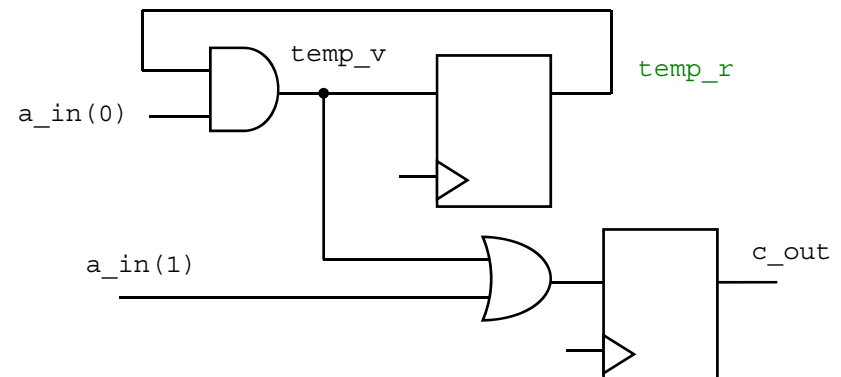 temp_v
temp_r
a_in(0)
a_in(1)
c_out